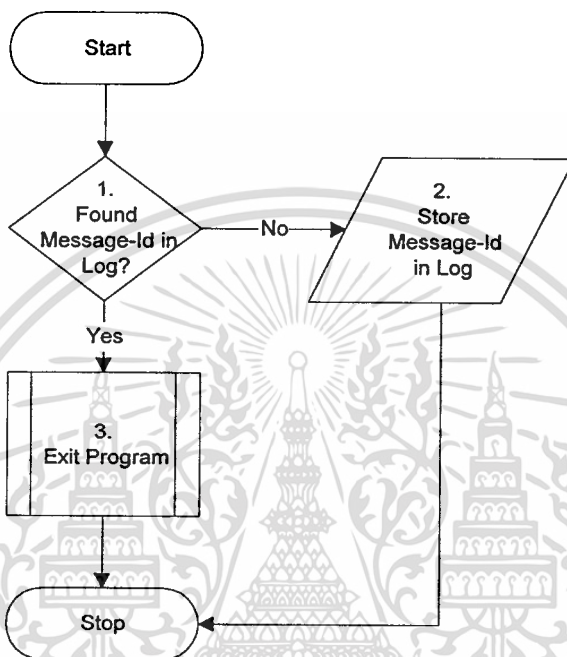 Start
1.
Found
Message-Id in
Log?
No
2.
Store
Message-Id
in Log
Yes
3.
Exit Program
Stop